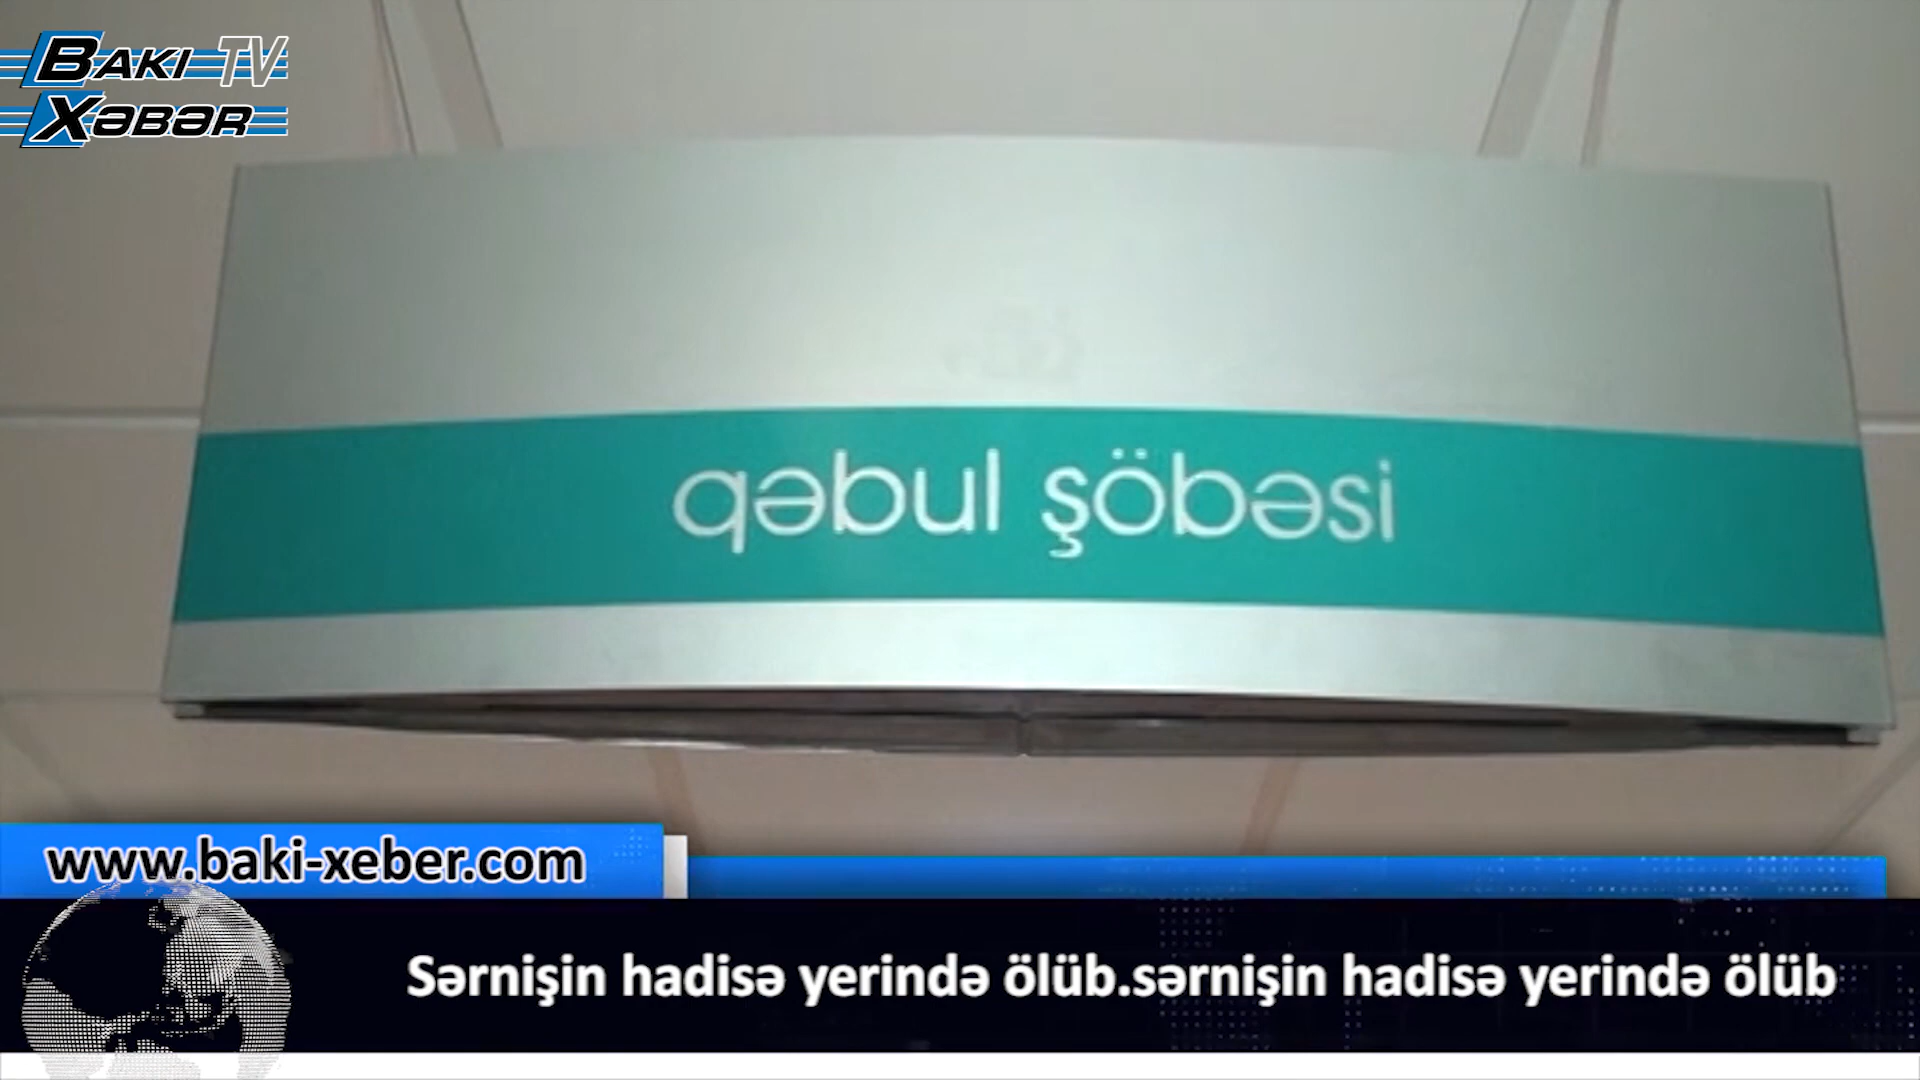 BAKI TV
XƏBƏR
qəbul şöbəsi
www.baki-xeber.com
Sərnişin hadisə yerində ölüb.sərnişin hadisə yerində ölüb